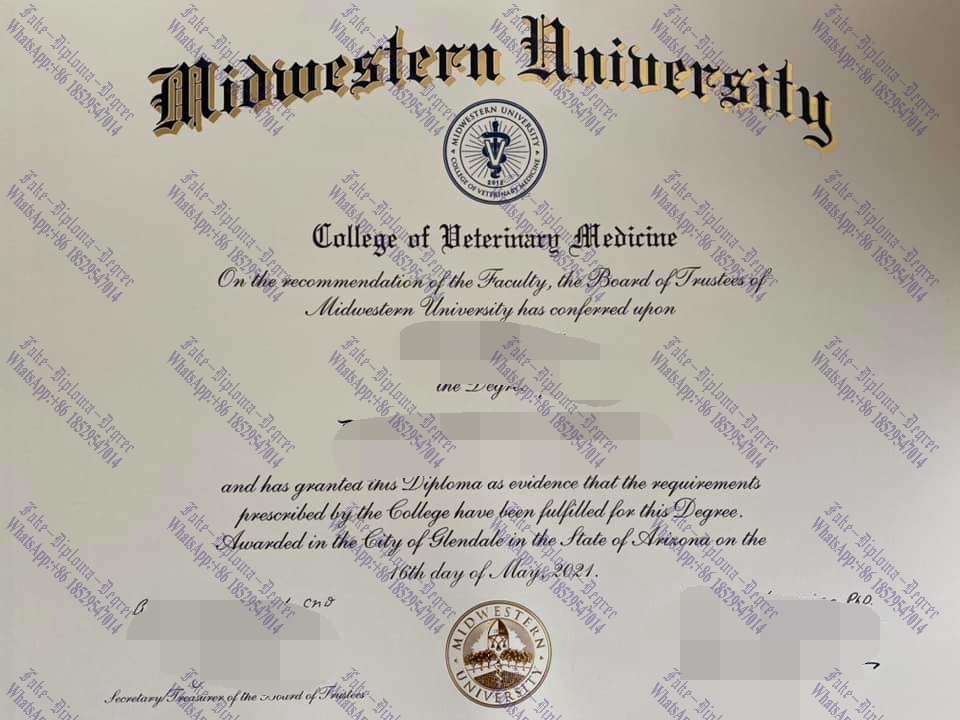 Midwestern University
MIDWESTERN UNIVERSITY
COLLEGE OF VETERINARY MEDICINE
2012
College of Veterinary Medicine
On the recommendation of the Faculty, the Board of Trustees of
Midwestern University has conferred upon
and has granted this Diploma as evidence that the requirements
prescribed by the College have been fulfilled for this Degree.
Awarded in the City of Glendale in the State of Arizona on the
16th day of May, 2021.
PhD.
MIDWESTERN
UNIVERSITY
Secretary/Treasurer of the Board of Trustees
Fake-Diploma-Degree
WhatsApp:+86 18529547014